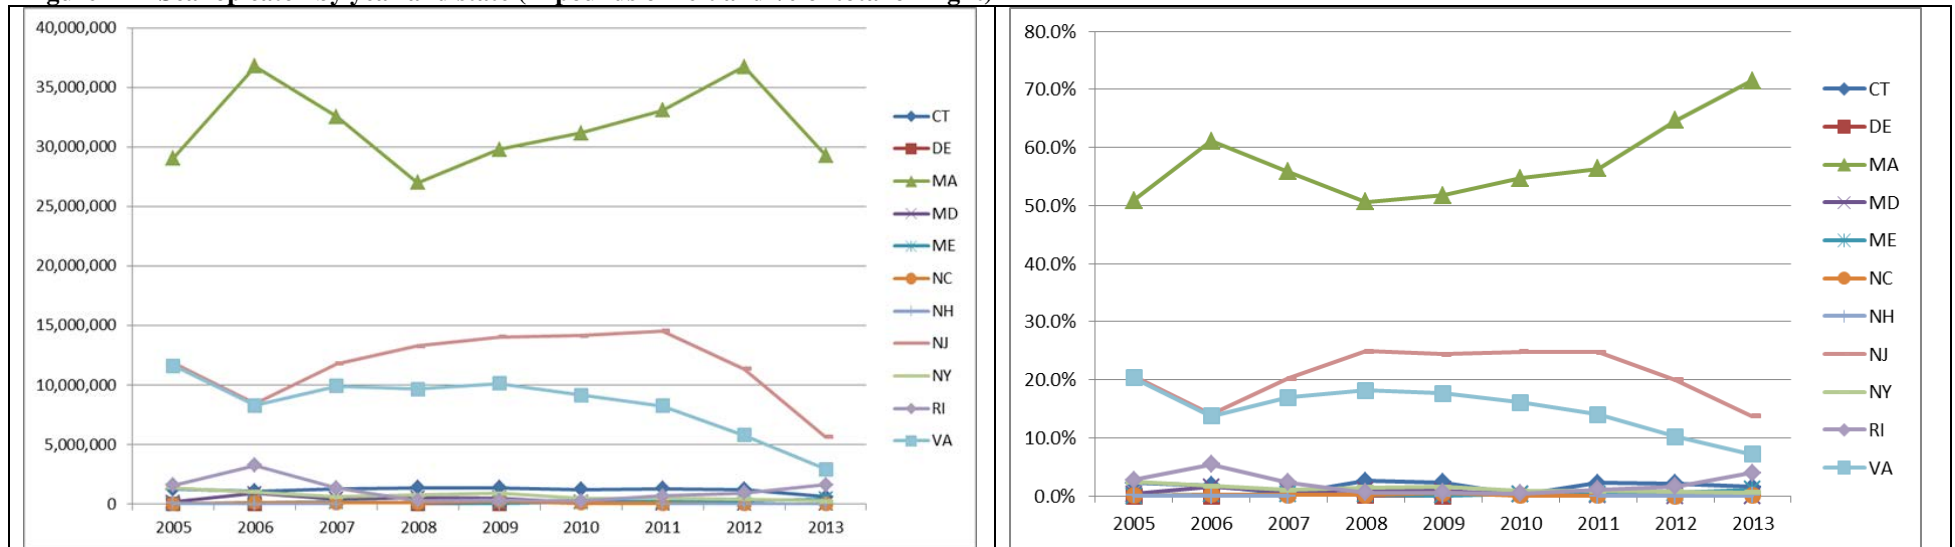 40,000,000
35,000,000
30,000,000
25,000,000
20,000,000
15,000,000
10,000,000
5,000,000
0
2005 2006 2007 2008 2009 2010 2011 2012 2013
CT
DE
MA
MD
ME
NC
NH
NJ
NY
RI
VA
80.0%
70.0%
60.0%
50.0%
40.0%
30.0%
20.0%
10.0%
0.0%
2005 2006 2007 2008 2009 2010 2011 2012 2013
CT
DE
MA
MD
ME
NC
NH
NJ
NY
RI
VA